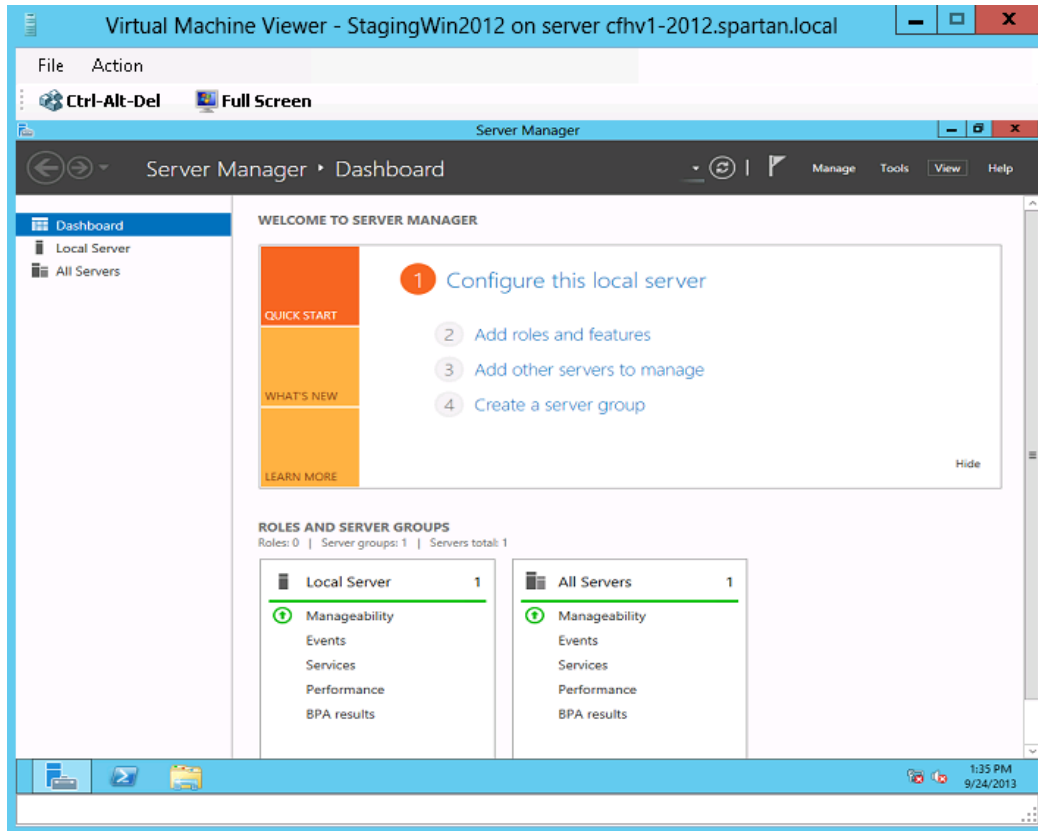 Virtual Machine Viewer - StagingWin2012 on server cfhv1-2012.spartan.local
File Action
Ctrl-Alt-Del Full Screen
Server Manager
Server Manager • Dashboard
Manage Tools View Help
Dashboard
Local Server
All Servers
WELCOME TO SERVER MANAGER
QUICK START
WHAT'S NEW
LEARN MORE
1 Configure this local server
2 Add roles and features
3 Add other servers to manage
4 Create a server group
Hide
ROLES AND SERVER GROUPS
Roles: 0 | Server groups: 1 | Servers total: 1
Local Server 1
Manageability
Events
Services
Performance
BPA results
All Servers 1
Manageability
Events
Services
Performance
BPA results
1:35 PM
9/24/2013